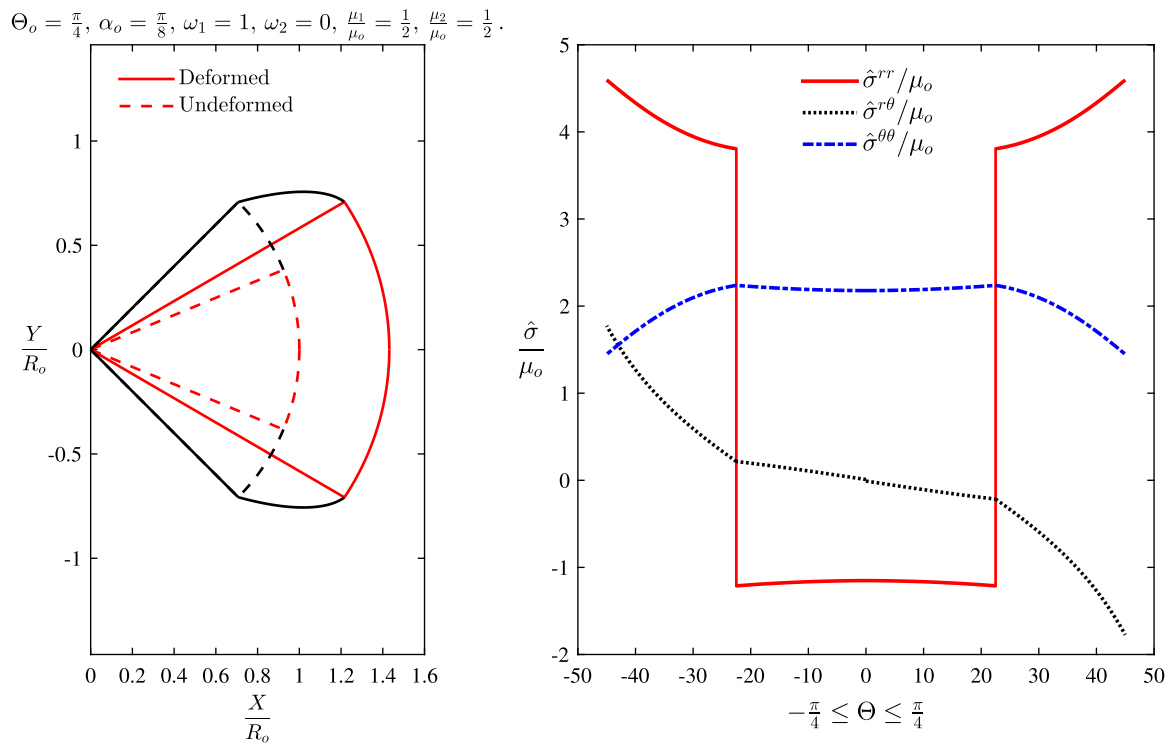 Θₒ = π/4, αₒ = π/8, ω₁ = 1, ω₂ = 0, μ₁/μₒ = 1/2, μ₂/μₒ = 1/2 .
Deformed
Undeformed
1
0.5
0
-0.5
-1
Y/Rₒ
0 0.2 0.4 0.6 0.8 1 1.2 1.4 1.6
X/Rₒ
σ̂^{rr}/μₒ
σ̂^{rθ}/μₒ
σ̂^{θθ}/μₒ
5
4
3
2
1
0
-1
-2
σ̂/μₒ
-50 -40 -30 -20 -10 0 10 20 30 40 50
-π/4 ≤ Θ ≤ π/4